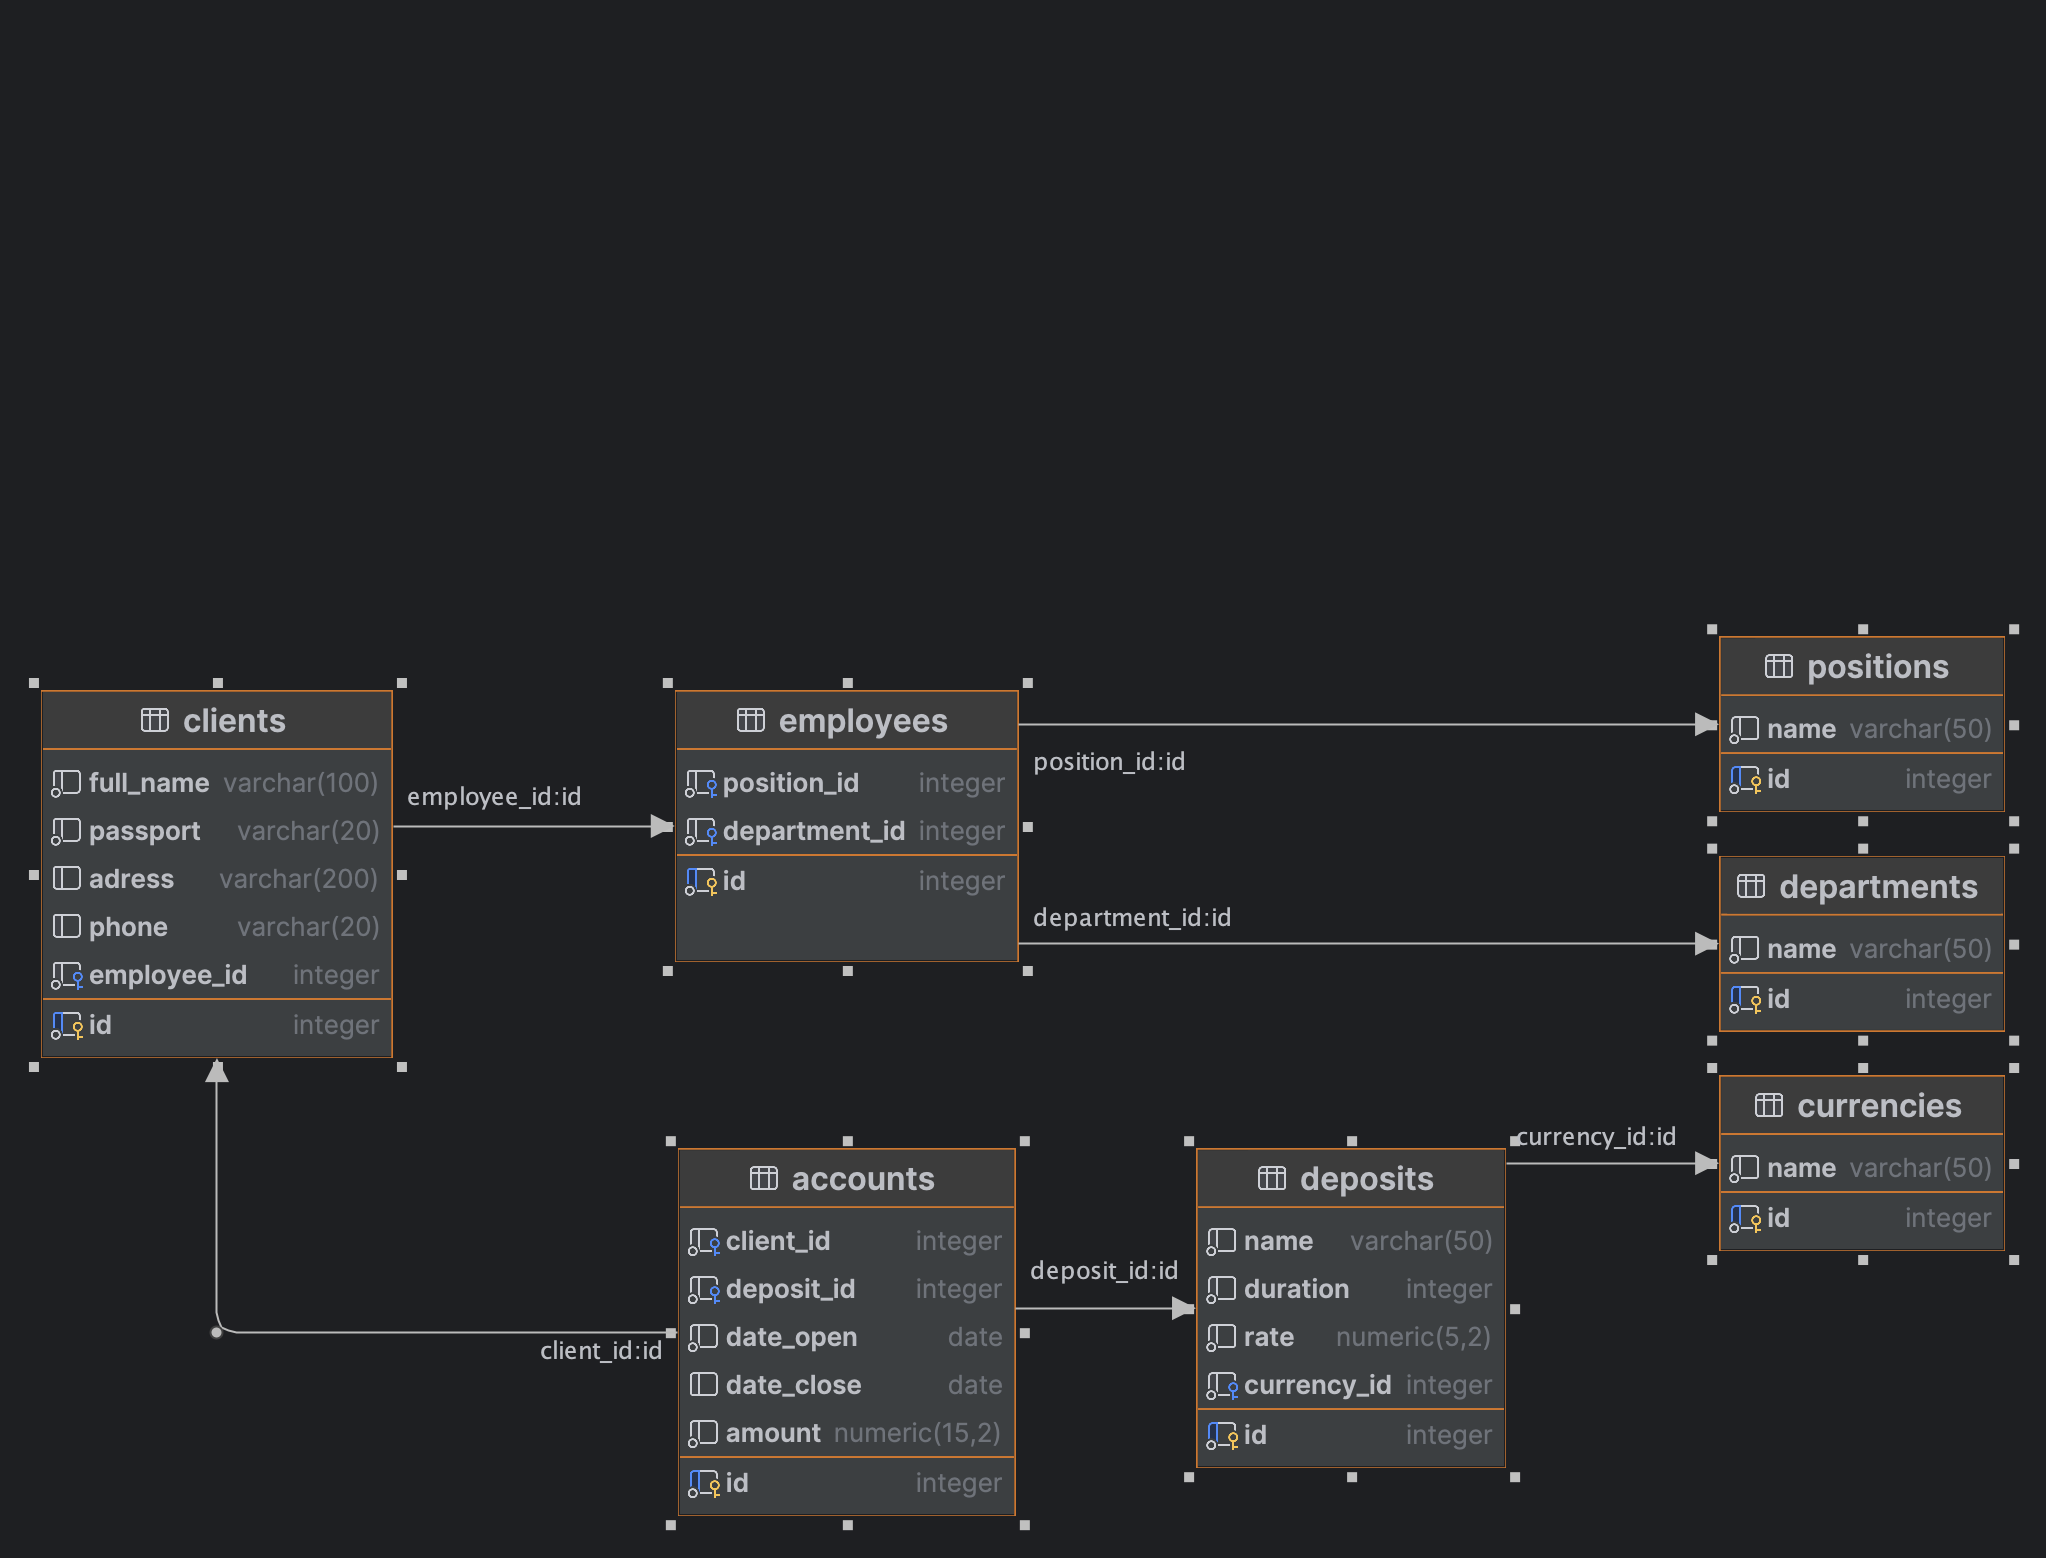 clients
full_name varchar(100)
passport varchar(20)
adress varchar(200)
phone varchar(20)
employee_id integer
id integer
employee_id:id
employees
position_id integer
department_id integer
id integer
position_id:id
department_id:id
positions
name varchar(50)
id integer
departments
name varchar(50)
id integer
currencies
name varchar(50)
id integer
accounts
client_id integer
deposit_id integer
date_open date
date_close date
amount numeric(15,2)
id integer
client_id:id
deposit_id:id
deposits
name varchar(50)
duration integer
rate numeric(5,2)
currency_id integer
id integer
currency_id:id